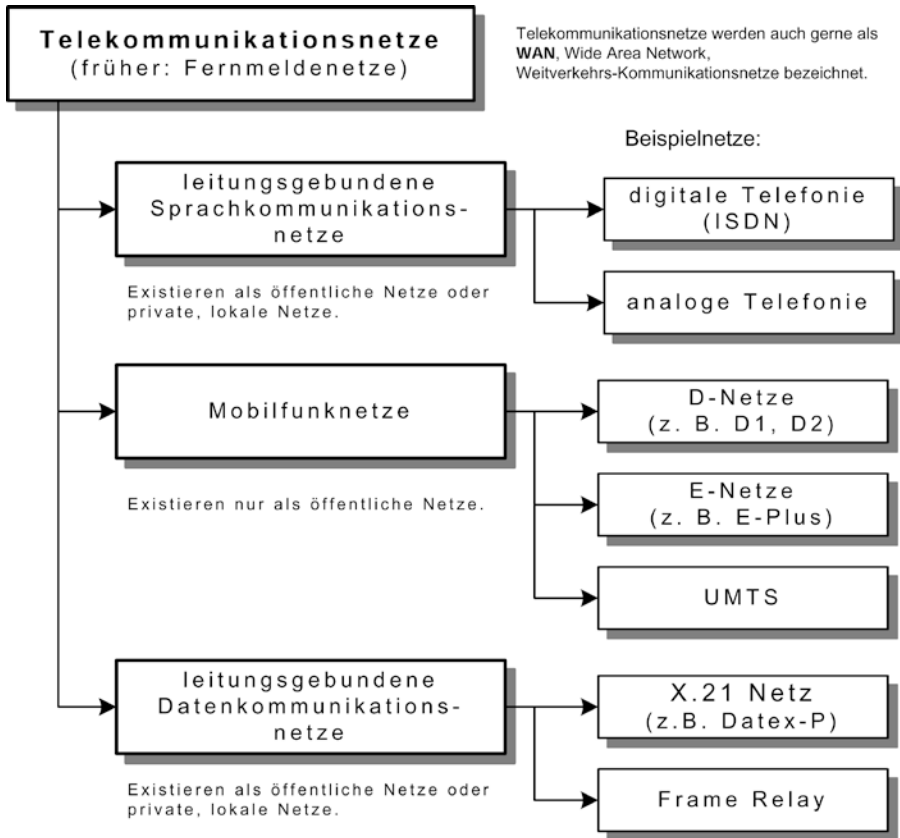 Telekommunikationsnetze
(früher: Fernmeldenetze)
Telekommunikationsnetze werden auch gerne als
WAN, Wide Area Network,
Weitverkehrs-Kommunikationsnetze bezeichnet.
Beispielnetze:
leitungsgebundene
Sprachkommunikations-
netze
Existieren als öffentliche Netze oder
private, lokale Netze.
digitale Telefonie
(ISDN)
analoge Telefonie
Mobilfunknetze
Existieren nur als öffentliche Netze.
D-Netze
(z. B. D1, D2)
E-Netze
(z. B. E-Plus)
UMTS
leitungsgebundene
Datenkommunikations-
netze
Existieren als öffentliche Netze oder
private, lokale Netze.
X.21 Netz
(z.B. Datex-P)
Frame Relay